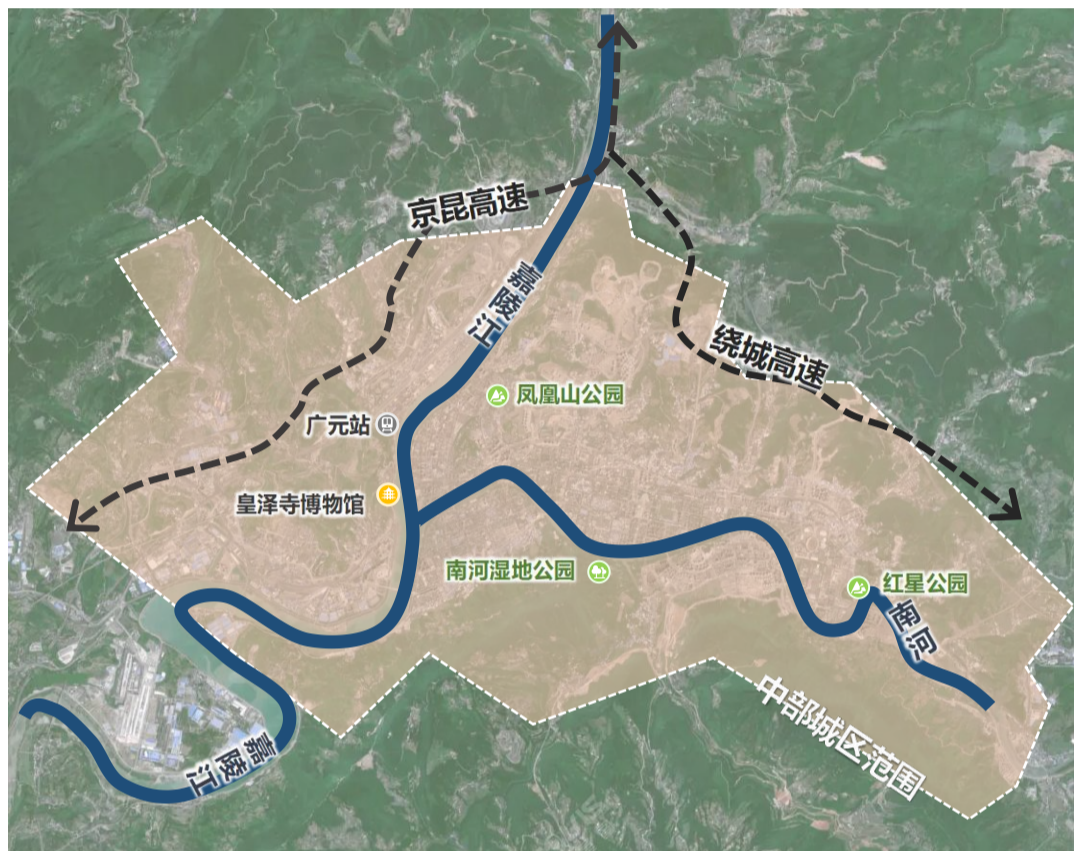 京昆高速
嘉陵江
绕城高速
凤凰山公园
广元站
皇泽寺博物馆
南河湿地公园
红星公园
南河
中部城区范围
嘉陵江